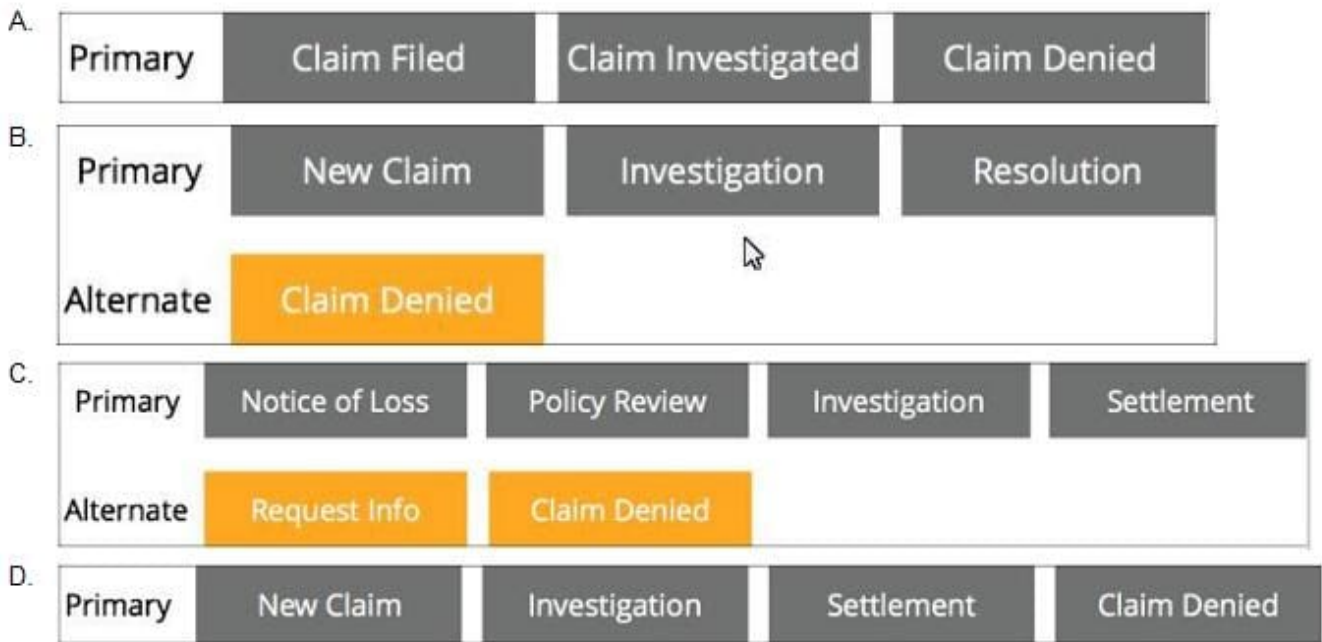 A.
Primary Claim Filed Claim Investigated Claim Denied
B.
Primary New Claim Investigation Resolution
Alternate Claim Denied
C.
Primary Notice of Loss Policy Review Investigation Settlement
Alternate Request Info Claim Denied
D.
Primary New Claim Investigation Settlement Claim Denied